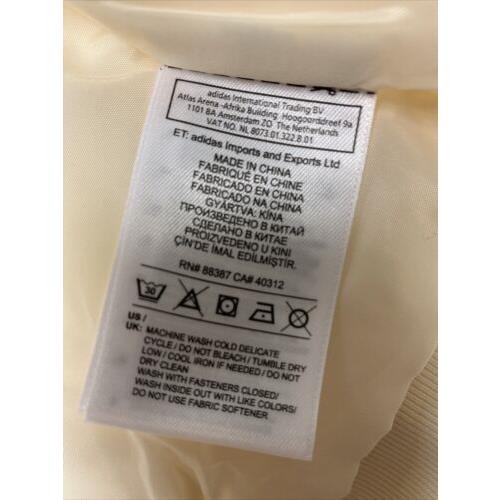 adidas International Trading BV
Atlas Arena -Afrika Building Hoogoorddreef 9a
1101 BA Amsterdam ZO The Netherlands
VAT NO. NL 8073.01.322.B.01
ET: adidas Imports and Exports Ltd
MADE IN CHINA
FABRIQUÉ EN CHINE
FABRICADO EN CHINA
FABRICADO NA CHINA
GYÁRTVA: KÍNA
ПРОИЗВЕДЕНО В КИТАЙ
СДЕЛАНО В КИТАЕ
PROIZVEDENO U KINI
ÇİN'DE İMAL EDİLMİŞTİR.
RN# 88387 CA# 40312
30
US /
UK: MACHINE WASH COLD DELICATE
CYCLE / DO NOT BLEACH / TUMBLE DRY
LOW / COOL IRON IF NEEDED / DO NOT
DRY CLEAN
WASH WITH FASTENERS CLOSED/
WASH INSIDE OUT WITH LIKE COLORS/
DO NOT USE FABRIC SOFTENER